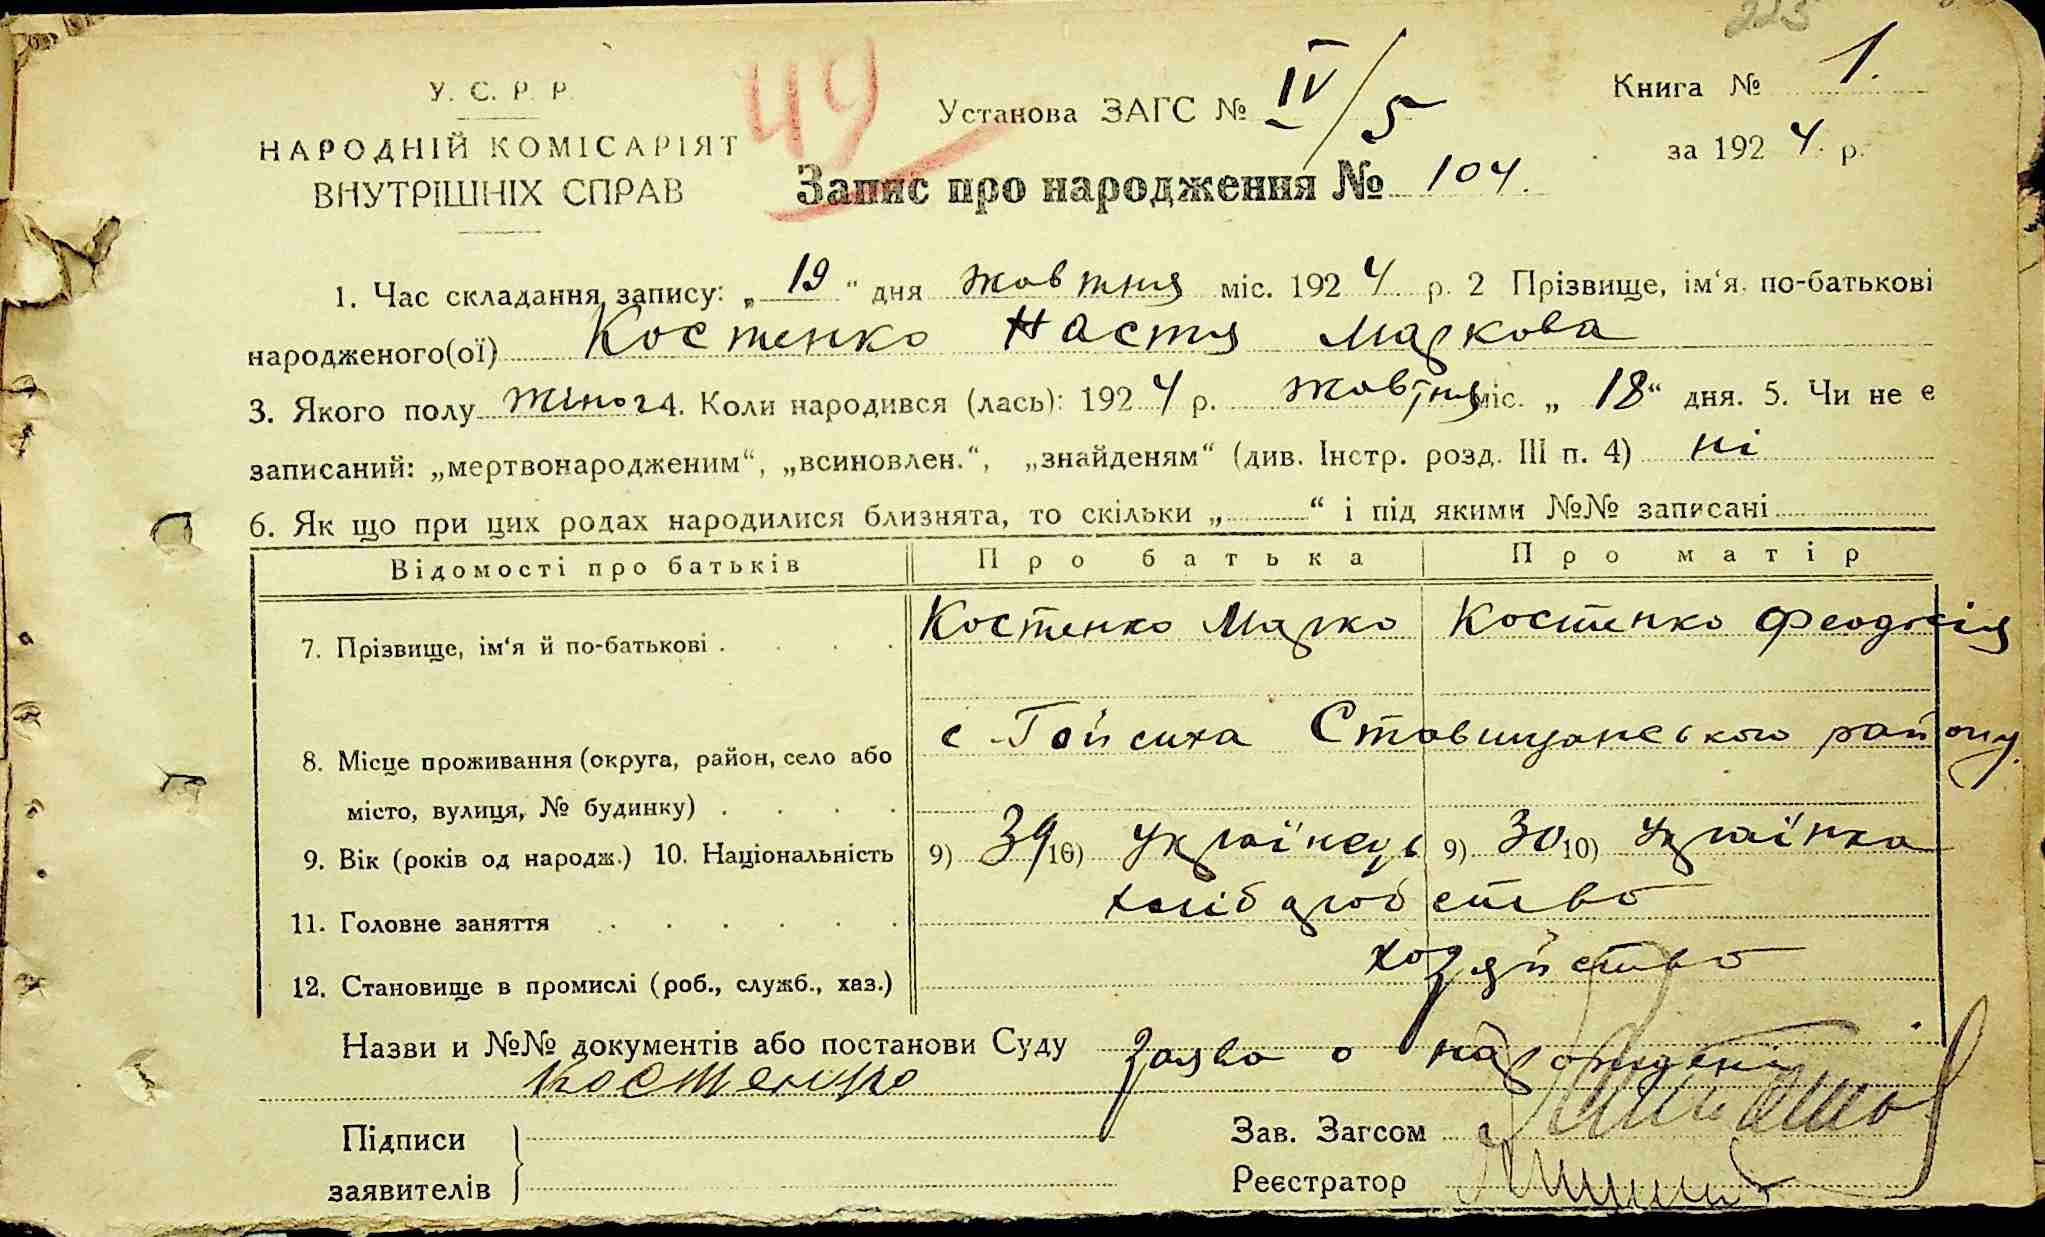 225
У. С. Р. Р.
НАРОДНІЙ КОМІСАРІЯТ
ВНУТРІШНІХ СПРАВ
49
Установа ЗАГС № IV/5
Книга № 1.
за 1924 р.
Запис про народження № 104.
1. Час складання запису: „19“ дня жовтня міс. 1924 р. 2 Прізвище, ім'я по-батькові
народженого(ої) Костенко Настя Маркова
3. Якого полу жіноч 4. Коли народився (лась): 1924 р. жовтня міс. „18“ дня. 5. Чи не є
записаний: „мертвонародженим“, „всиновлен.“, „знайденям“ (див. Інстр. розд. III п. 4) ні
6. Як що при цих родах народилися близнята, то скільки „ “ і під якими №№ записані
Відомості про батьків Про батька Про матір
7. Прізвище, ім'я й по-батькові Костенко Марко Костенко Феодосія
8. Місце проживання (округа, район, село або с Гейсиха Ставищанського району.
місто, вулиця, № будинку)
9. Вік (років од народж.) 10. Національність 9) 39 10) Українець 9) 30 10) Українка
11. Головне заняття хліборобство
12. Становище в промислі (роб., служб., хаз.) хозяйство
Назви и №№ документів або постанови Суду заява о народжені
Костенко
Підписи
заявителів
Зав. Загсом
Реєстратор